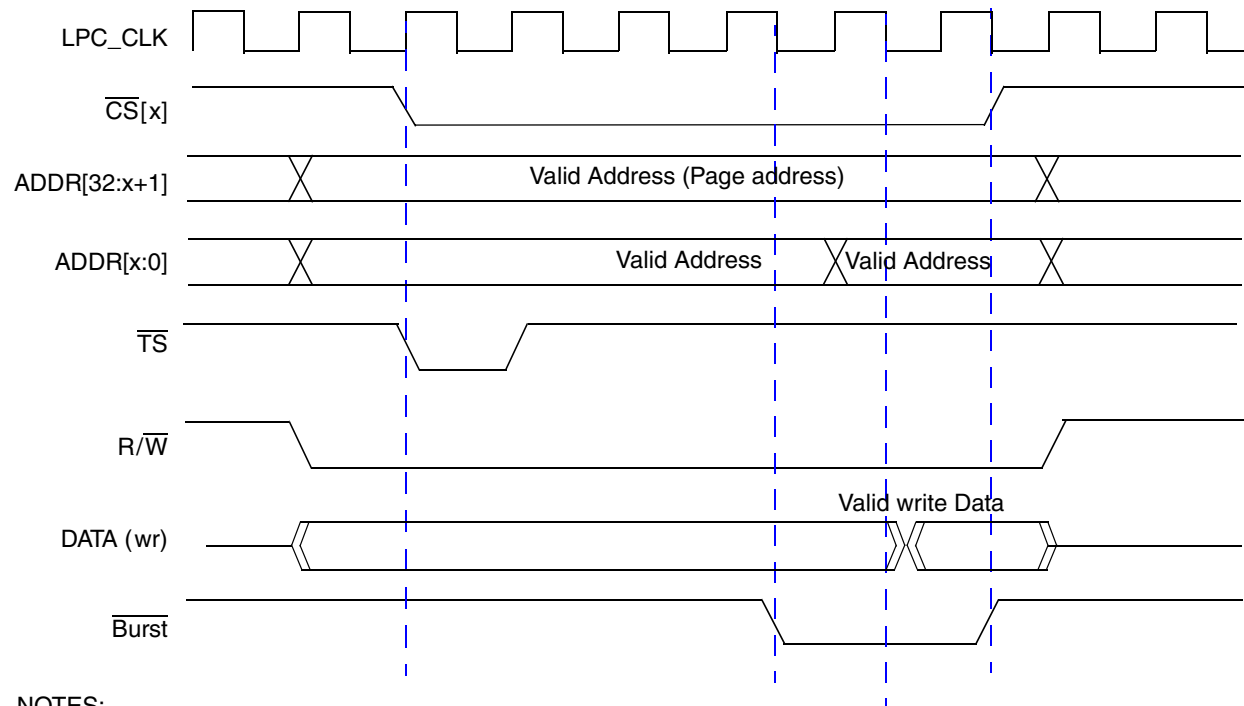 LPC_CLK
CS[x]
ADDR[32:x+1]
Valid Address (Page address)
ADDR[x:0]
Valid Address
Valid Address
TS
R/W
Valid write Data
DATA (wr)
Burst
NOTES: